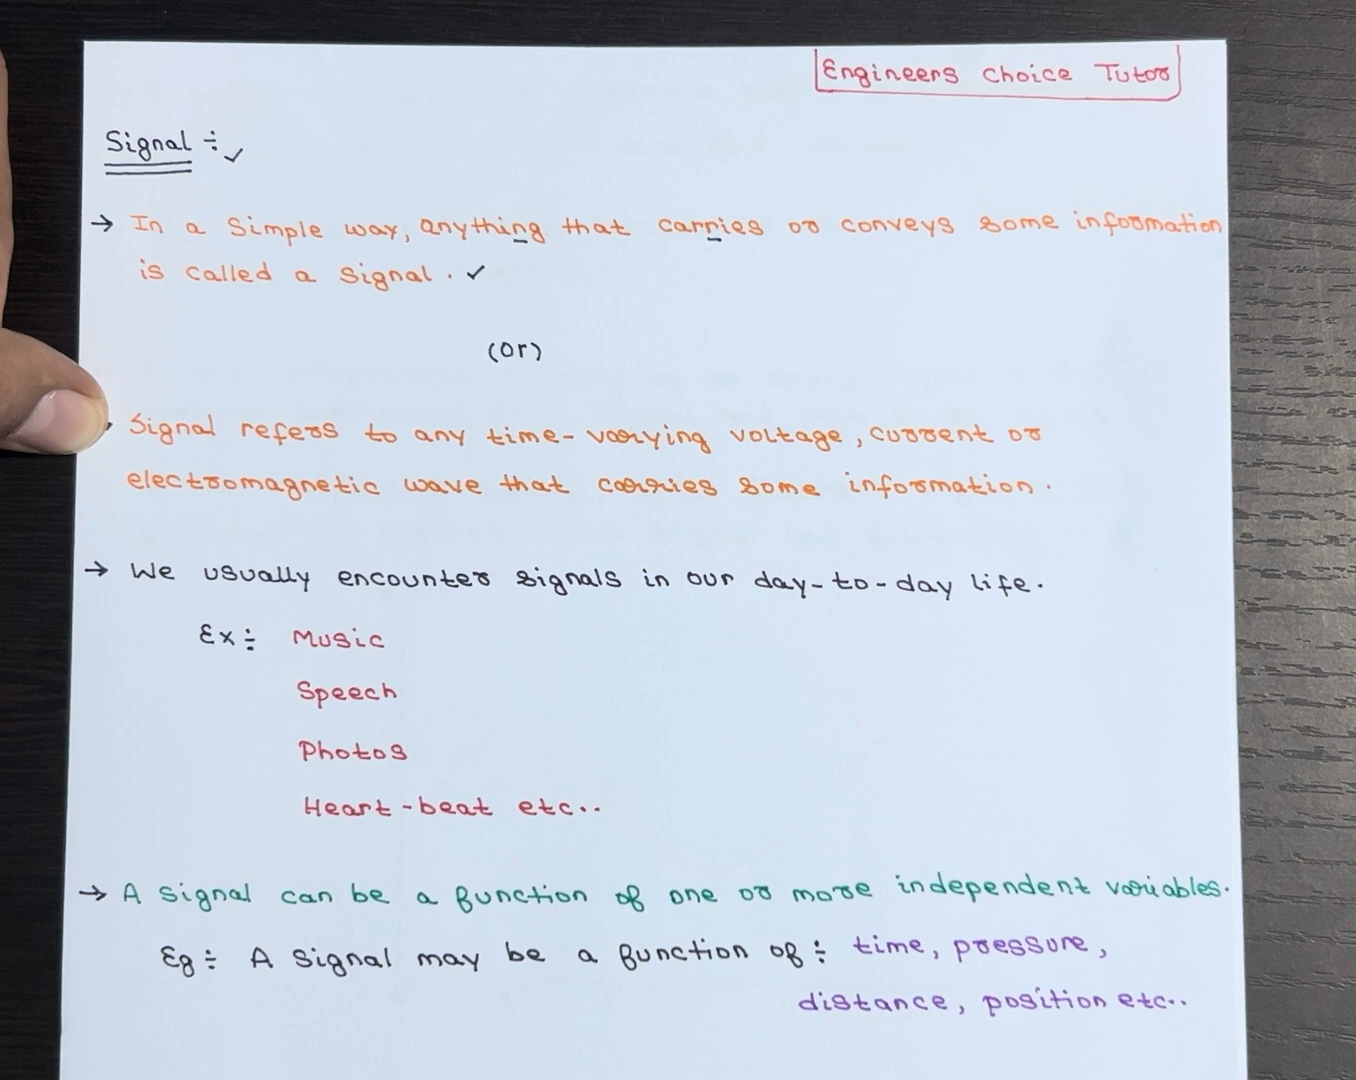 Engineers Choice Tutor
Signal ÷ ✓
→ In a Simple way, anything that carries or conveys some information
is called a signal. ✓
(or)
Signal refers to any time-varying voltage, current or
electromagnetic wave that carries some information.
→ We usually encounter signals in our day-to-day life.
Ex÷ Music
Speech
Photos
Heart-beat etc..
→ A signal can be a function of one or more independent variables.
Eg÷ A signal may be a function of÷ time, pressure,
distance, position etc..